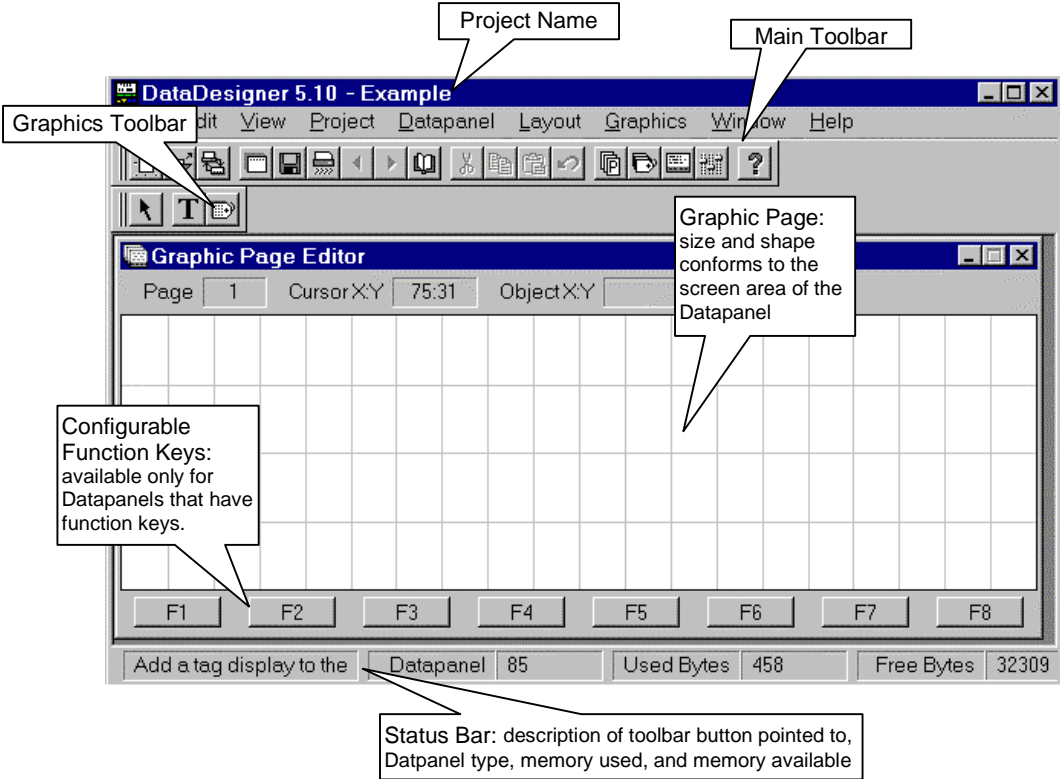 Project Name
Main Toolbar
DataDesigner 5.10 - Example
Graphics Toolbar
dit View Project Datapanel Layout Graphics Window Help
P ?
T
Graphic Page:
size and shape
conforms to the
screen area of the
Datapanel
Graphic Page Editor
Page 1 Cursor X:Y 75:31 Object X:Y
Configurable
Function Keys:
available only for
Datapanels that have
function keys.
F1 F2 F3 F4 F5 F6 F7 F8
Add a tag display to the Datapanel 85 Used Bytes 458 Free Bytes 32309
Status Bar: description of toolbar button pointed to,
Datpanel type, memory used, and memory available